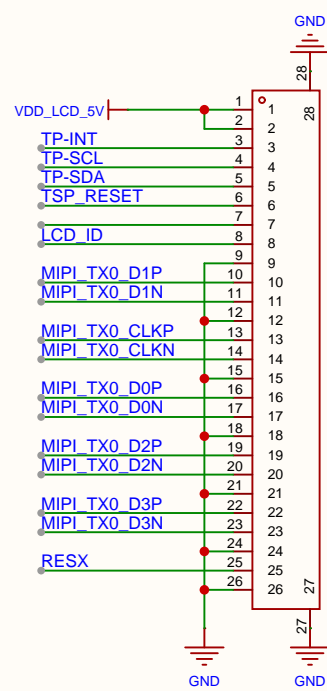 GND
28
28
VDD_LCD_5V
1 1
2 2
TP-INT 3 3
TP-SCL 4 4
TP-SDA 5 5
TSP_RESET 6 6
7 7
LCD_ID 8 8
9 9
MIPI_TX0_D1P 10 10
MIPI_TX0_D1N 11 11
12 12
MIPI_TX0_CLKP 13 13
MIPI_TX0_CLKN 14 14
15 15
MIPI_TX0_D0P 16 16
MIPI_TX0_D0N 17 17
18 18
MIPI_TX0_D2P 19 19
MIPI_TX0_D2N 20 20
21 21
MIPI_TX0_D3P 22 22
MIPI_TX0_D3N 23 23
24 24
RESX 25 25
26 26
27
27
GND GND